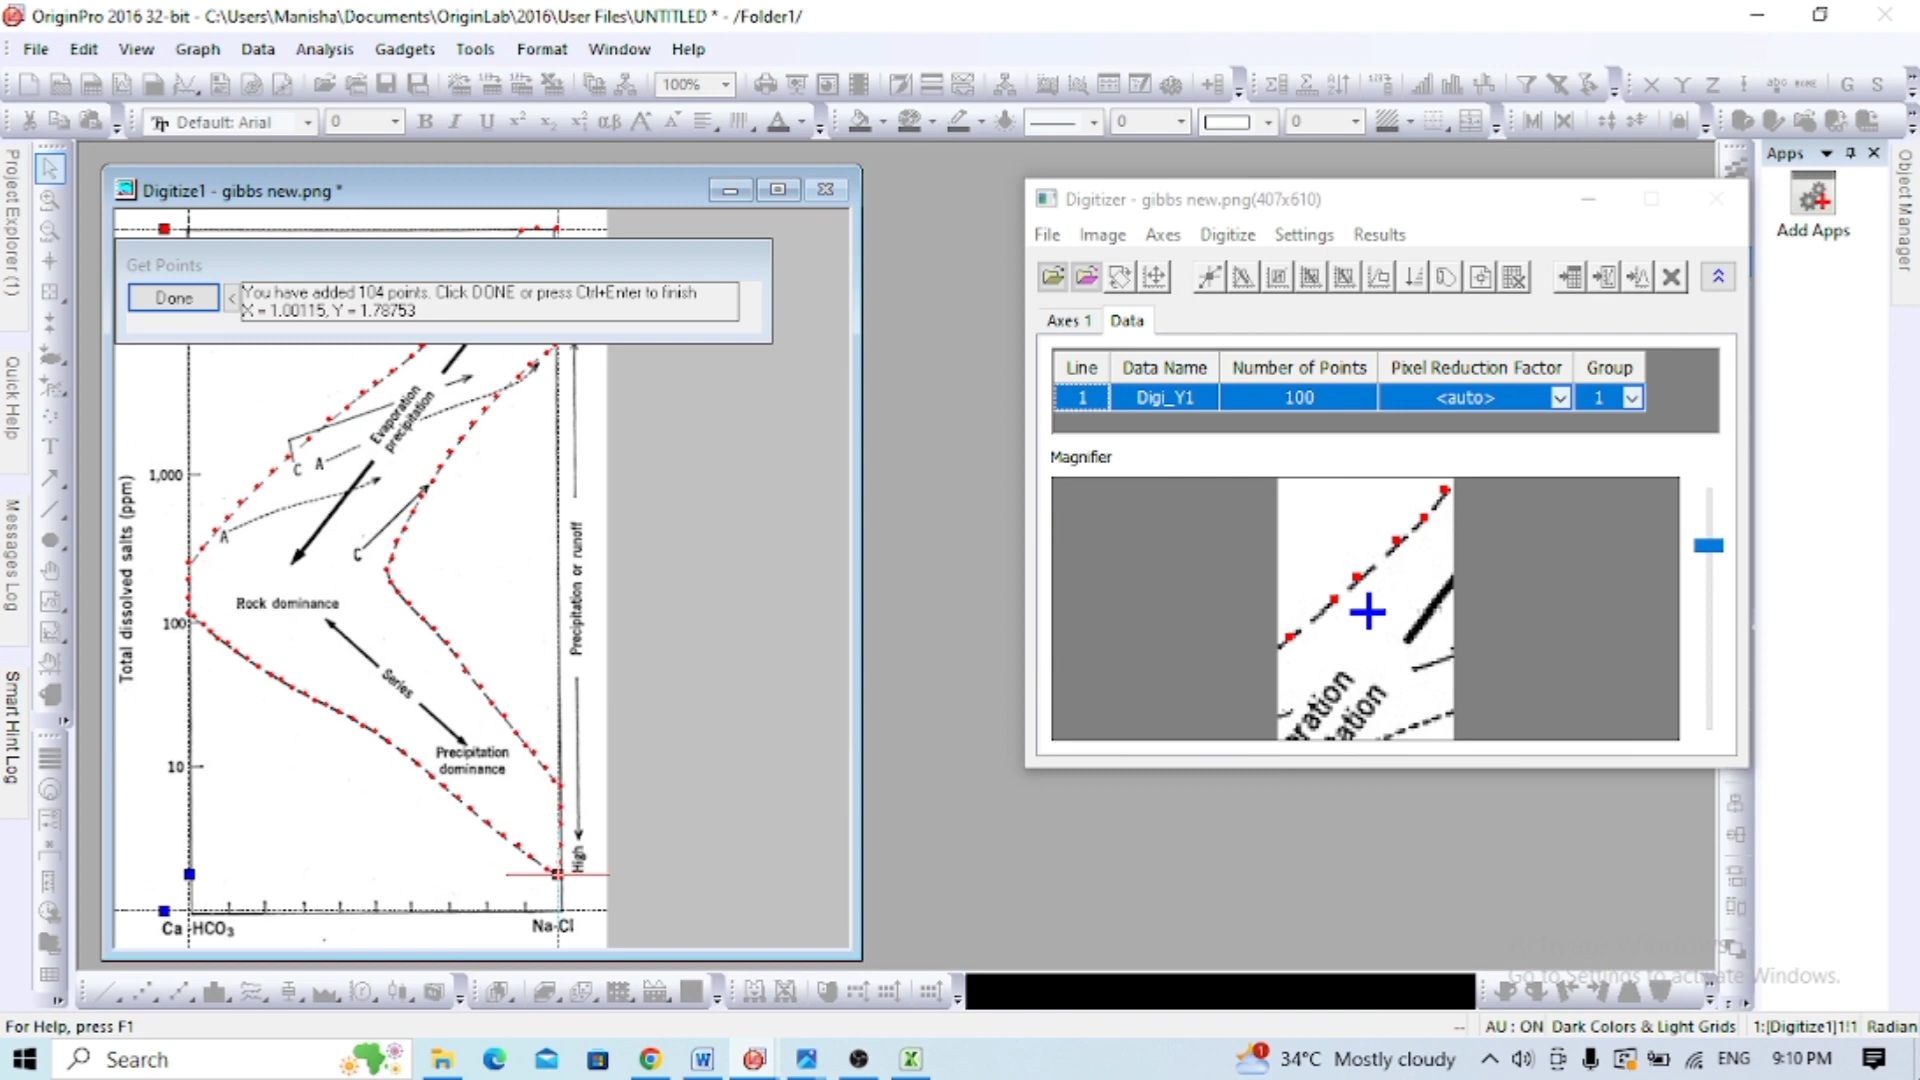 OriginPro 2016 32-bit - C:\Users\Manisha\Documents\OriginLab\2016\User Files\UNTITLED * - /Folder1/
File Edit View Graph Data Analysis Gadgets Tools Format Window Help
100%
X Y Z G S
Default: Arial 0 B I U x² x₂ αβ A A A 0 0
Project Explorer (1)
Quick Help
Messages Log
Smart Hint Log
Digitize1 - gibbs new.png *
Get Points
Done
<
You have added 104 points. Click DONE or press Ctrl+Enter to finish
X = 1.00115, Y = 1.78753
Total dissolved salts (ppm)
1,000
100
10
Evaporation
precipitation
C A
A
C
Rock dominance
Series
Precipitation
dominance
Precipitation or runoff
High
Ca -HCO₃
Na-Cl
Digitizer - gibbs new.png(407x610)
File Image Axes Digitize Settings Results
Axes 1 Data
Line Data Name Number of Points Pixel Reduction Factor Group
1 Digi_Y1 100 <auto> 1
Magnifier
Apps
Add Apps
Object Manager
Go to Settings to activate Windows.
For Help, press F1
-- AU : ON Dark Colors & Light Grids 1:[Digitize1]1!1 Radian
Search
34°C Mostly cloudy
ENG
9:10 PM